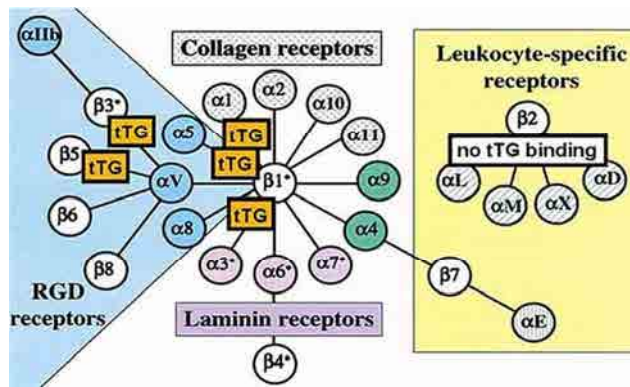 αIIb
Collagen receptors
Leukocyte-specific
receptors
β3*
α1
α2
α10
β2
tTG
α5
tTG
α11
no tTG binding
β5
tTG
αV
tTG
β1*
α9
αL
αM
αX
αD
β6
tTG
α8
α4
β8
α3*
α6*
α7*
β7
RGD
receptors
Laminin receptors
αE
β4*